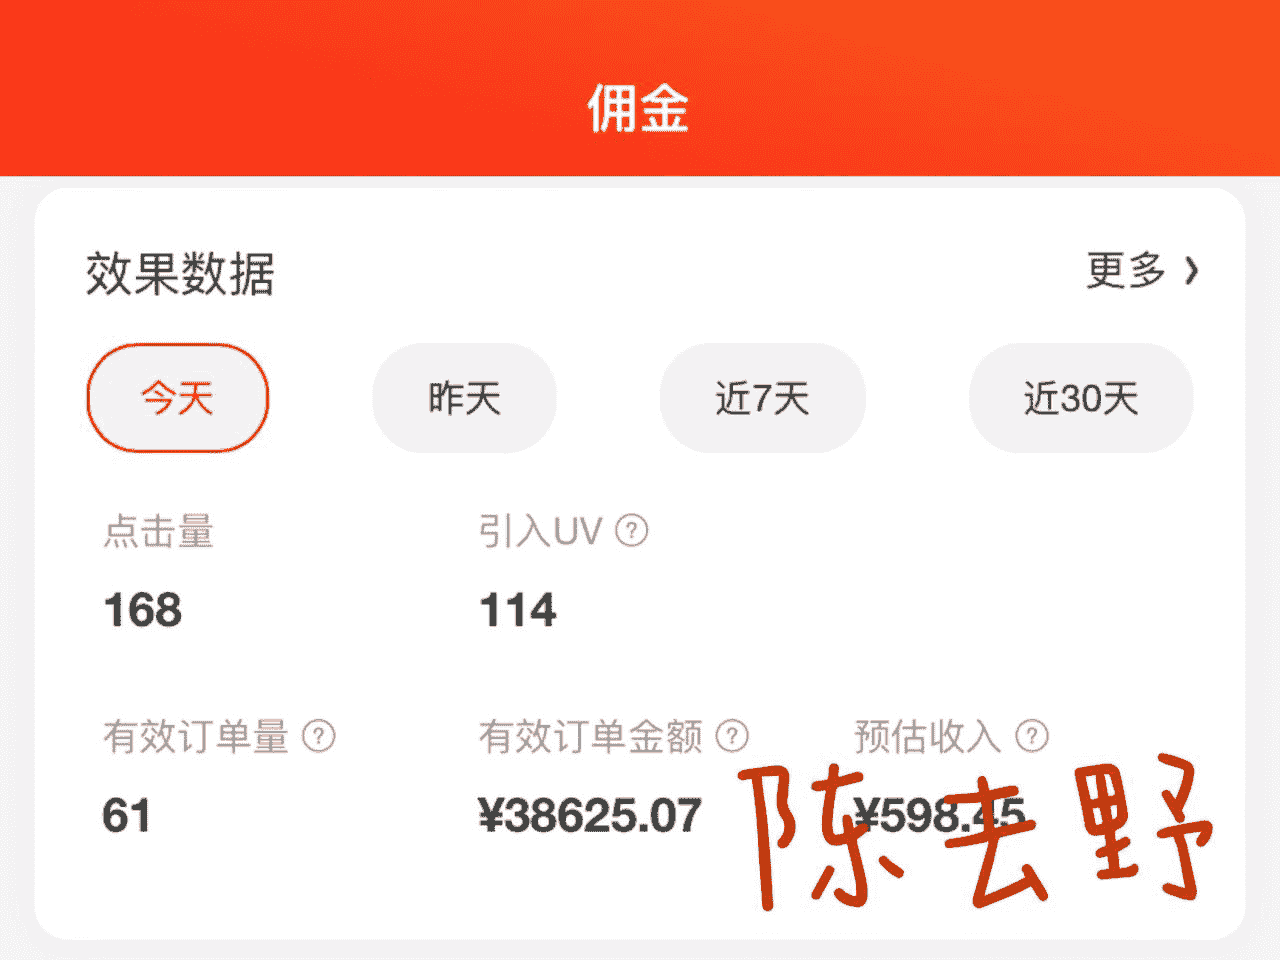 佣金
效果数据 更多 ›
今天 昨天 近7天 近30天
点击量 引入UV ?
168 114
有效订单量 ? 有效订单金额 ? 预估收入 ?
61 ¥38625.07 ¥598.45
陈去野